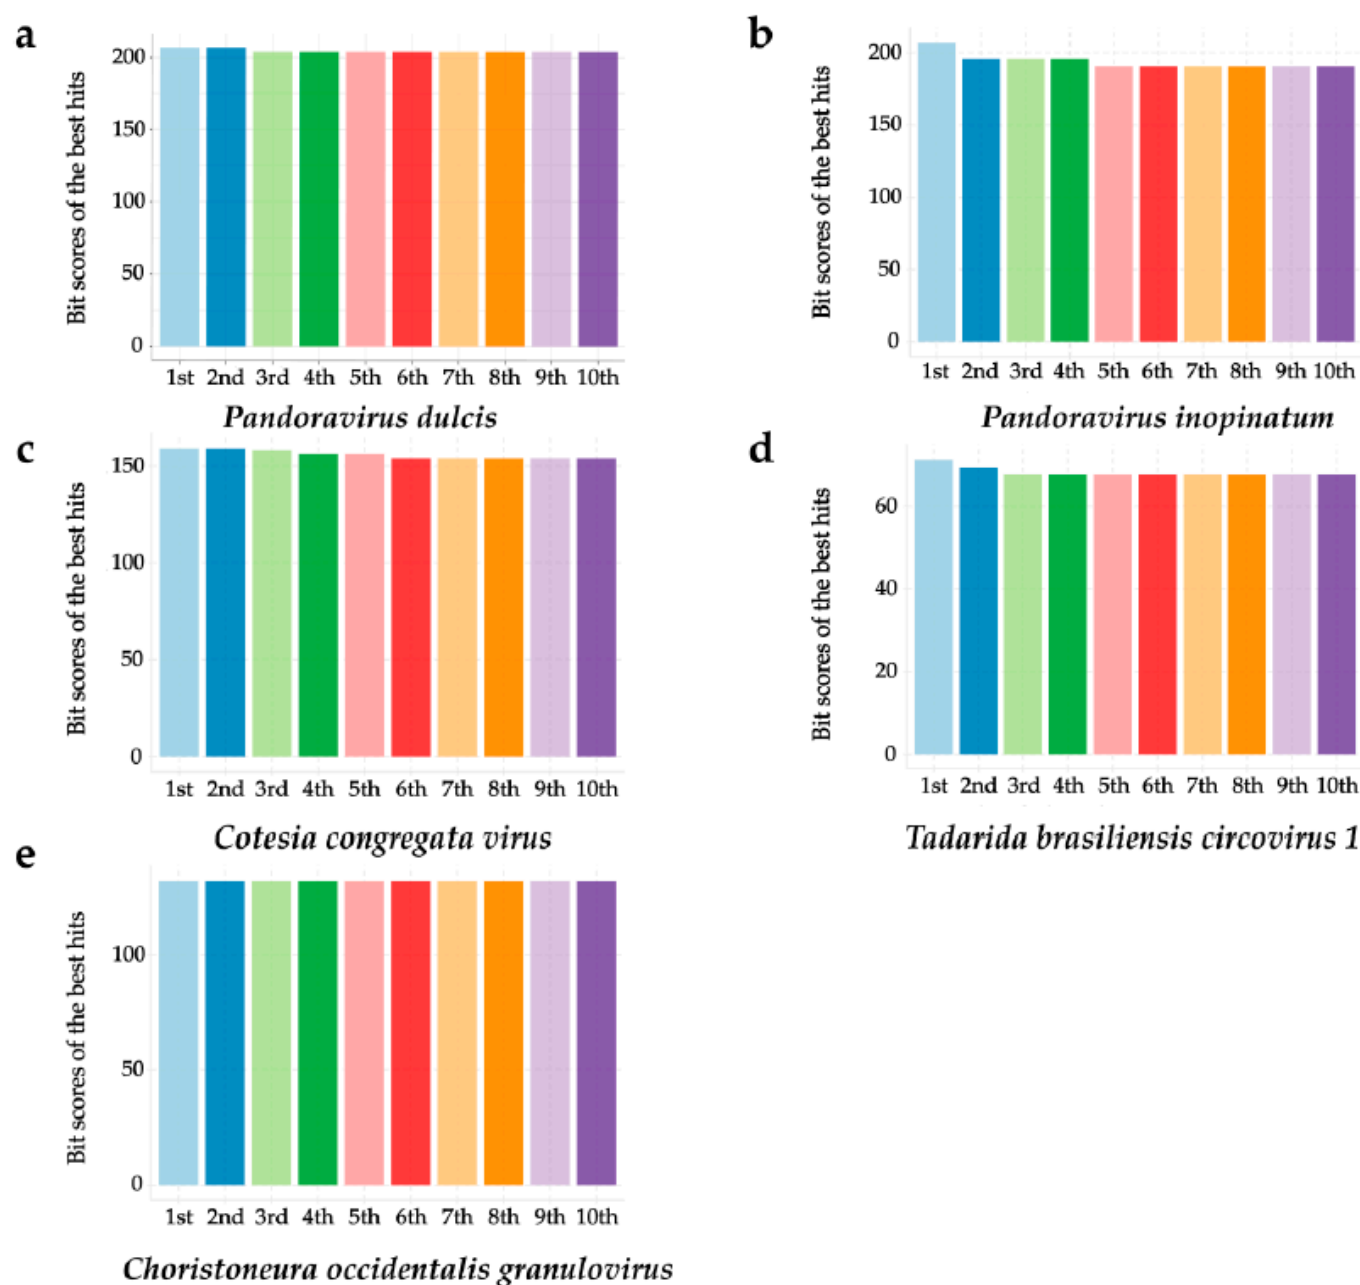 a
Bit scores of the best hits
200
150
100
50
0
1st 2nd 3rd 4th 5th 6th 7th 8th 9th 10th
Pandoravirus dulcis
b
Bit scores of the best hits
200
150
100
50
0
1st 2nd 3rd 4th 5th 6th 7th 8th 9th 10th
Pandoravirus inopinatum
c
Bit scores of the best hits
150
100
50
0
1st 2nd 3rd 4th 5th 6th 7th 8th 9th 10th
Cotesia congregata virus
d
Bit scores of the best hits
60
40
20
0
1st 2nd 3rd 4th 5th 6th 7th 8th 9th 10th
Tadarida brasiliensis circovirus 1
e
Bit scores of the best hits
100
50
0
1st 2nd 3rd 4th 5th 6th 7th 8th 9th 10th
Choristoneura occidentalis granulovirus